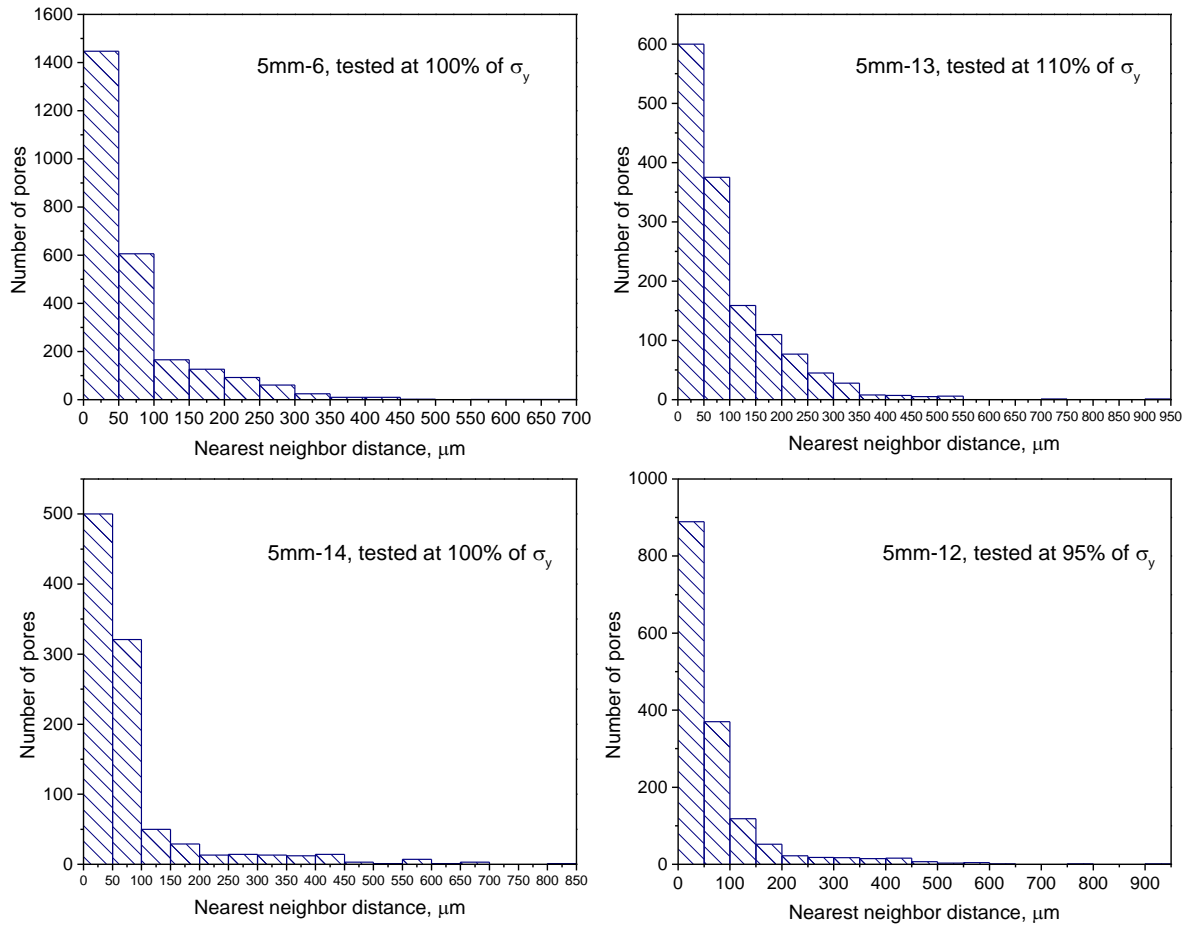 5mm-6, tested at 100% of σy
Number of pores
1600
1400
1200
1000
800
600
400
200
0
0 50 100 150 200 250 300 350 400 450 500 550 600 650 700
Nearest neighbor distance, μm
5mm-13, tested at 110% of σy
Number of pores
600
500
400
300
200
100
0
0 50 100 150 200 250 300 350 400 450 500 550 600 650 700 750 800 850 900 950
Nearest neighbor distance, μm
5mm-14, tested at 100% of σy
Number of pores
500
400
300
200
100
0
0 50 100 150 200 250 300 350 400 450 500 550 600 650 700 750 800 850
Nearest neighbor distance, μm
5mm-12, tested at 95% of σy
Number of pores
1000
800
600
400
200
0
0 100 200 300 400 500 600 700 800 900
Nearest neighbor distance, μm